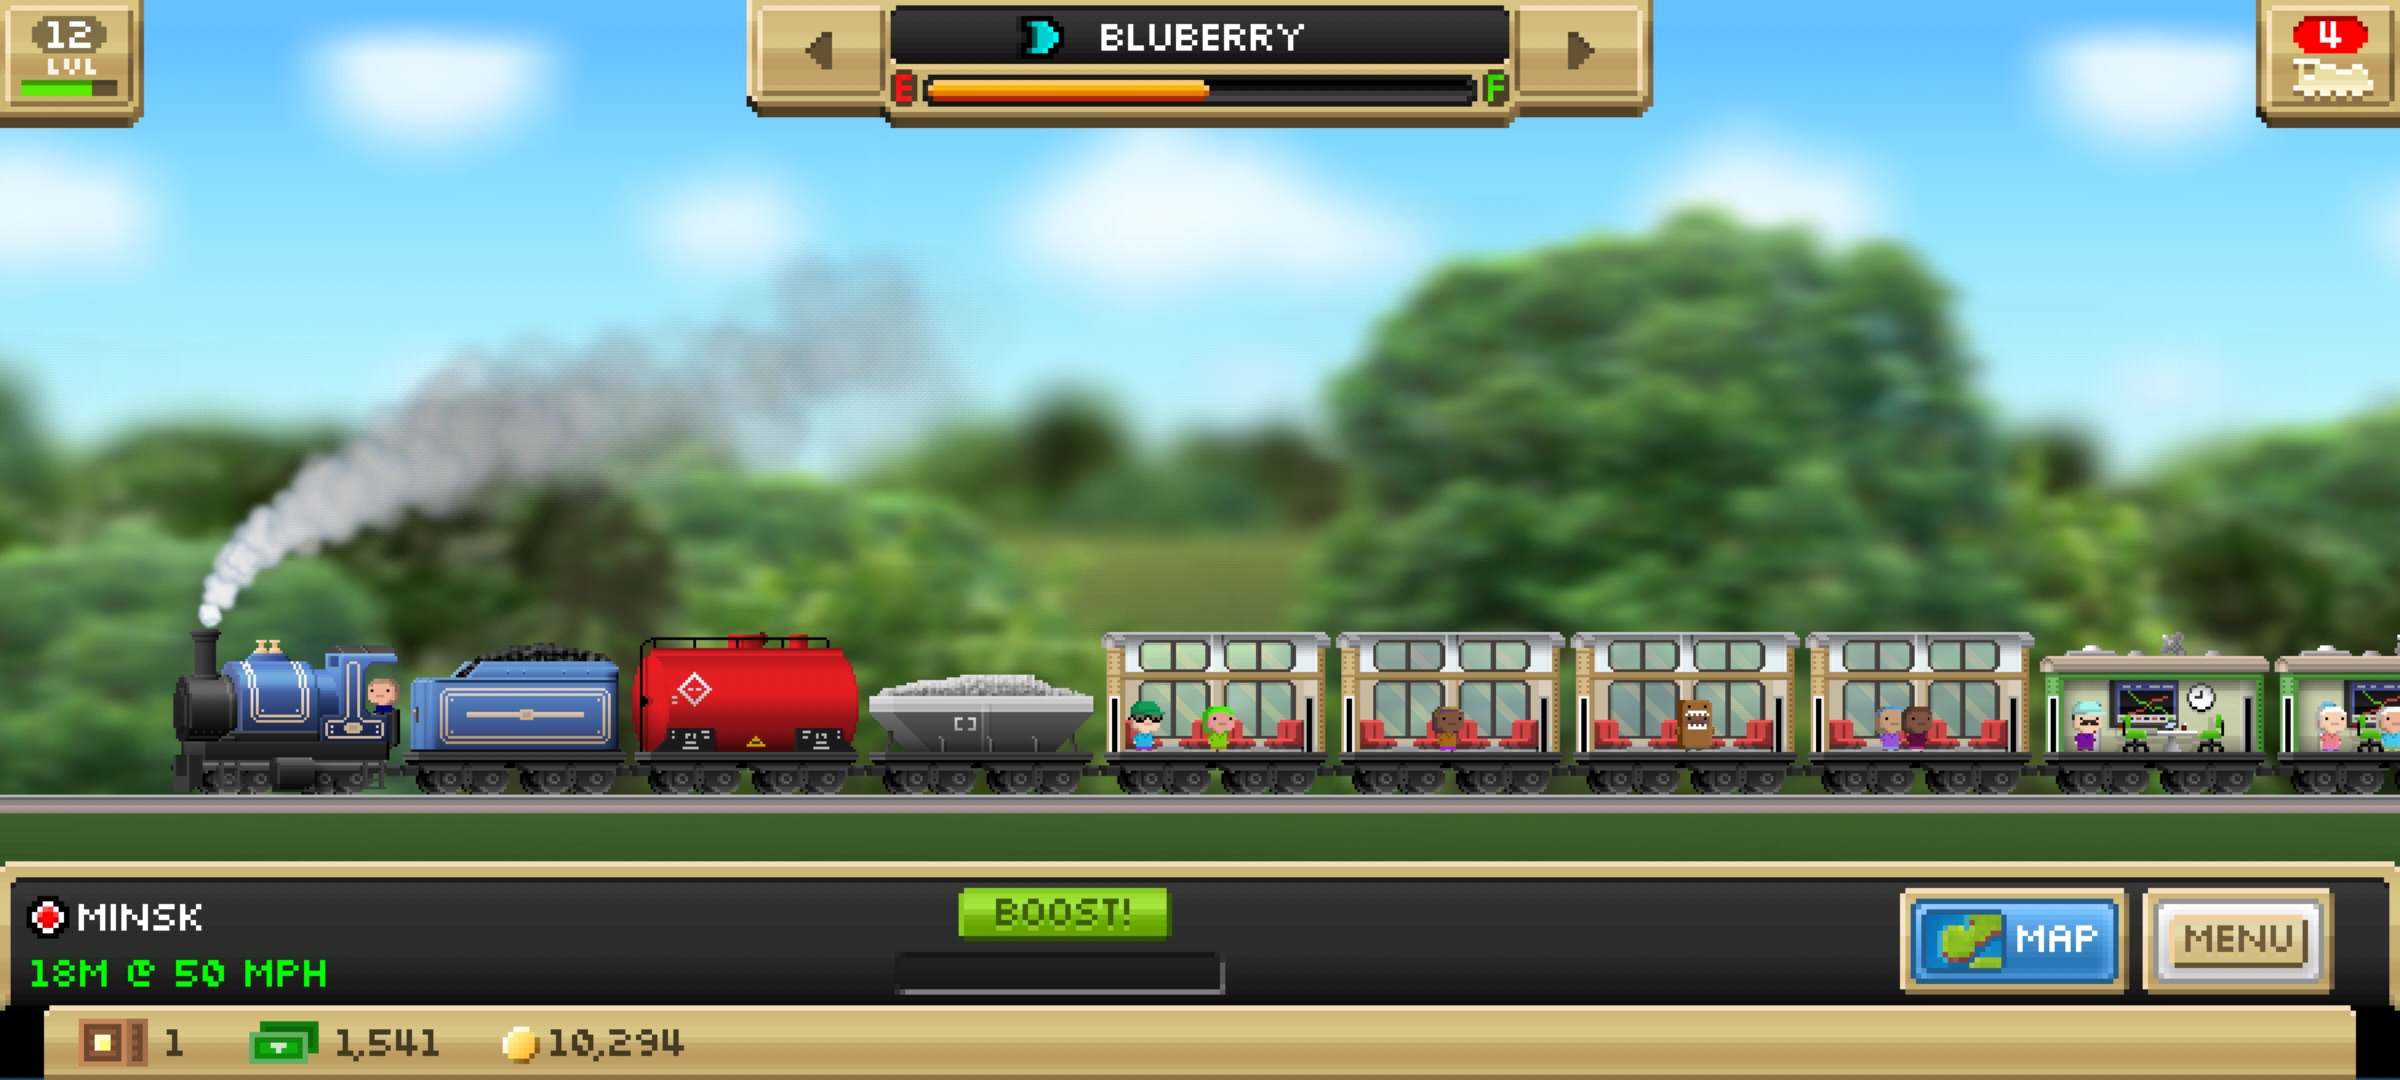 12
LVL
BLUBERRY
E F
4
MINSK
18M @ 50 MPH
BOOST!
MAP
MENU
1 1,541 10,294